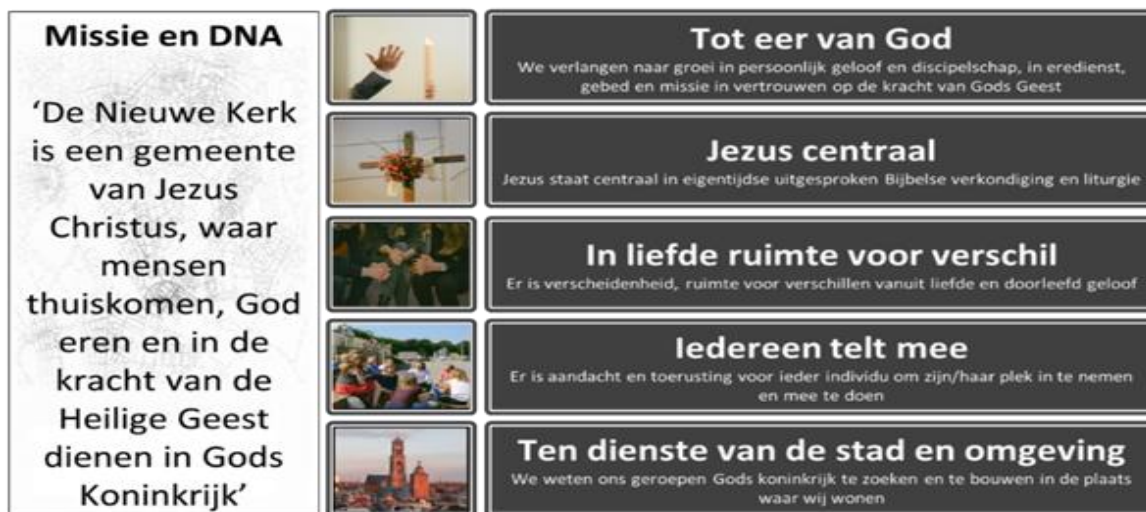 Missie en DNA
‘De Nieuwe Kerk
is een gemeente
van Jezus
Christus, waar
mensen
thuiskomen, God
eren en in de
kracht van de
Heilige Geest
dienen in Gods
Koninkrijk’
Tot eer van God
We verlangen naar groei in persoonlijk geloof en discipelschap, in eredienst,
gebed en missie in vertrouwen op de kracht van Gods Geest
Jezus centraal
Jezus staat centraal in eigentijdse uitgesproken Bijbelse verkondiging en liturgie
In liefde ruimte voor verschil
Er is verscheidenheid, ruimte voor verschillen vanuit liefde en doorleefd geloof
Iedereen telt mee
Er is aandacht en toerusting voor ieder individu om zijn/haar plek in te nemen
en mee te doen
Ten dienste van de stad en omgeving
We weten ons geroepen Gods koninkrijk te zoeken en te bouwen in de plaats
waar wij wonen